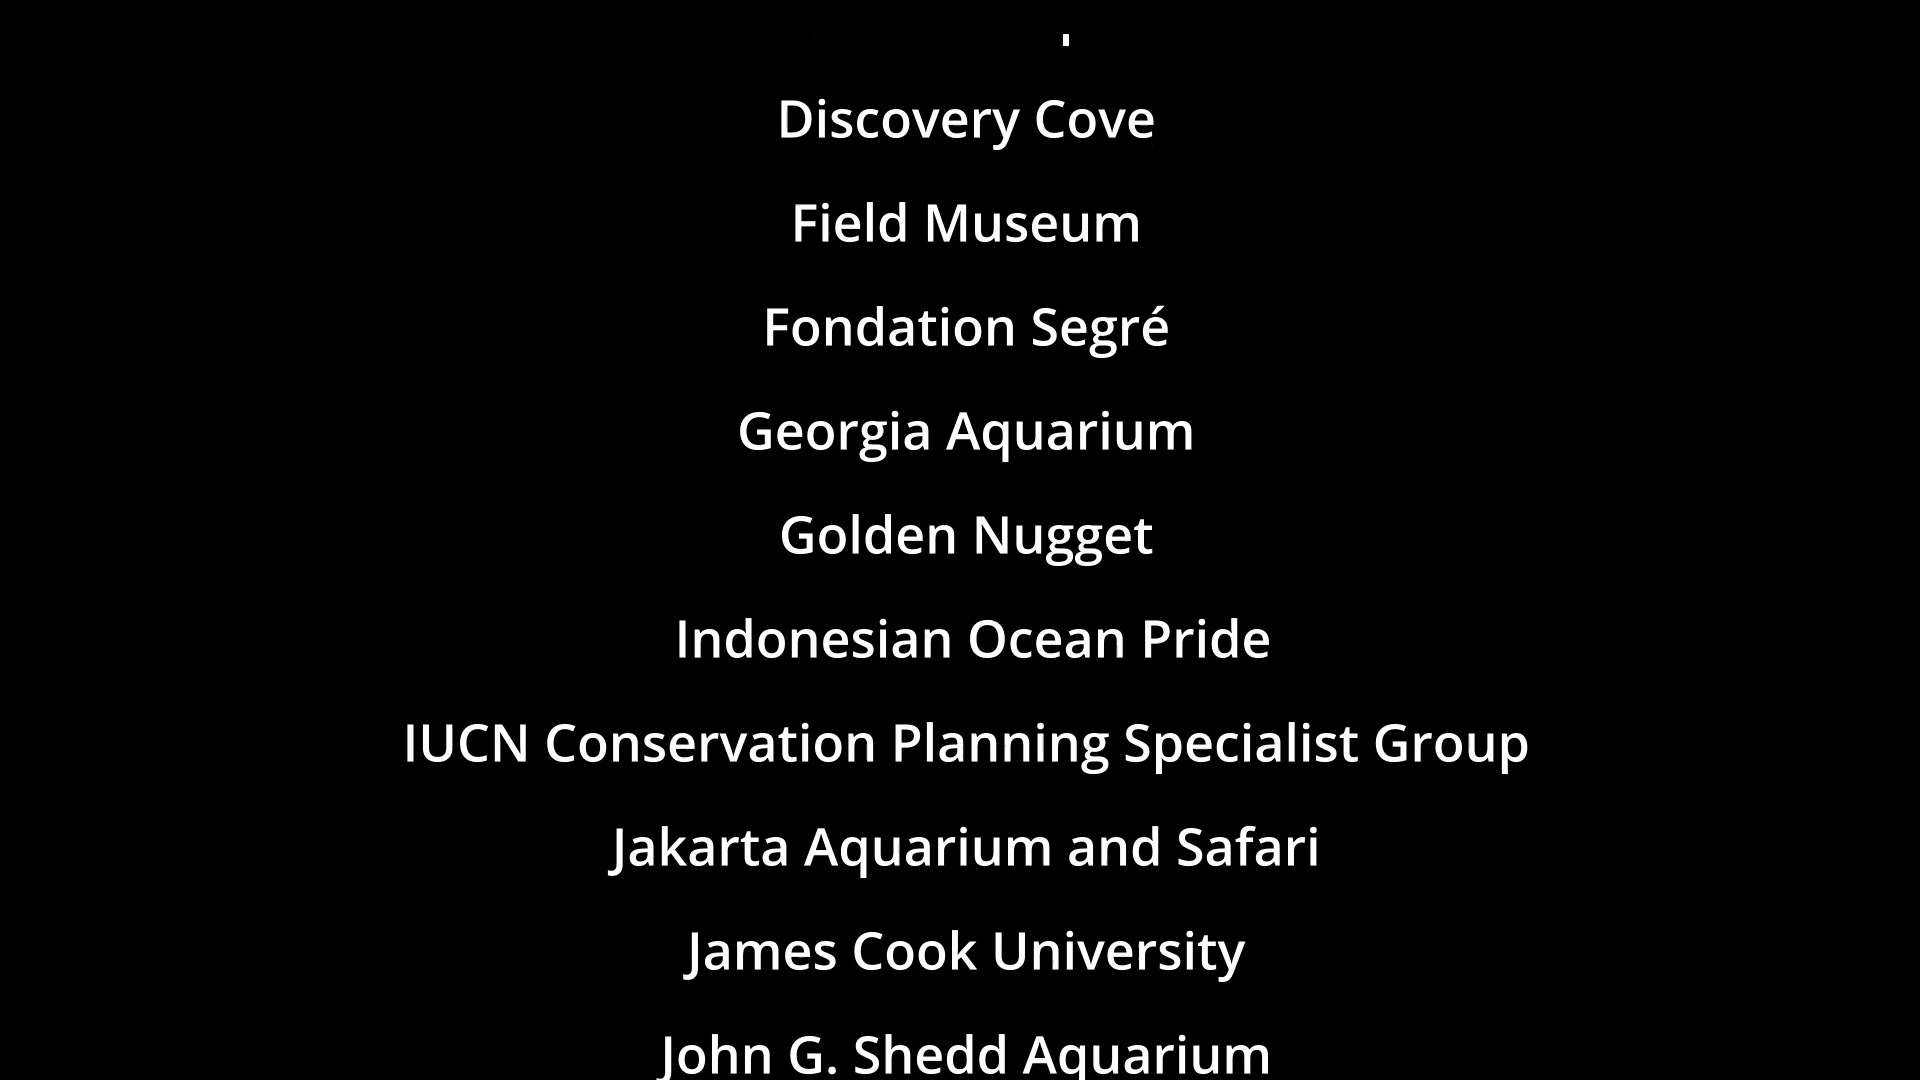 Discovery Cove
Field Museum
Fondation Segré
Georgia Aquarium
Golden Nugget
Indonesian Ocean Pride
IUCN Conservation Planning Specialist Group
Jakarta Aquarium and Safari
James Cook University
John G. Shedd Aquarium